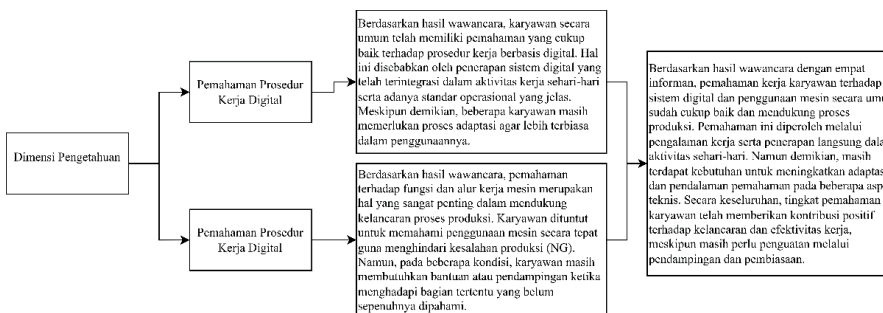 Dimensi Pengetahuan
Pemahaman Prosedur
Kerja Digital
Berdasarkan hasil wawancara, karyawan secara
umum telah memiliki pemahaman yang cukup
baik terhadap prosedur kerja berbasis digital. Hal
ini disebabkan oleh penerapan sistem digital yang
telah terintegrasi dalam aktivitas kerja sehari-hari
serta adanya standar operasional yang jelas.
Meskipun demikian, beberapa karyawan masih
memerlukan proses adaptasi agar lebih terbiasa
dalam penggunaannya.
Pemahaman Prosedur
Kerja Digital
Berdasarkan hasil wawancara, pemahaman
terhadap fungsi dan alur kerja mesin merupakan
hal yang sangat penting dalam mendukung
kelancaran proses produksi. Karyawan dituntut
untuk memahami penggunaan mesin secara tepat
guna menghindari kesalahan produksi (NG).
Namun, pada beberapa kondisi, karyawan masih
membutuhkan bantuan atau pendampingan ketika
menghadapi bagian tertentu yang belum
sepenuhnya dipahami.
Berdasarkan hasil wawancara dengan empat
informan, pemahaman kerja karyawan terhadap
sistem digital dan penggunaan mesin secara um
sudah cukup baik dan mendukung proses
produksi. Pemahaman ini diperoleh melalui
pengalaman kerja serta penerapan langsung dala
aktivitas sehari-hari. Namun demikian, masih
terdapat kebutuhan untuk meningkatkan adaptas
dan pendalaman pemahaman pada beberapa asp
teknis. Secara keseluruhan, tingkat pemahaman
karyawan telah memberikan kontribusi positif
terhadap kelancaran dan efektivitas kerja,
meskipun masih perlu penguatan melalui
pendampingan dan pembiasaan.